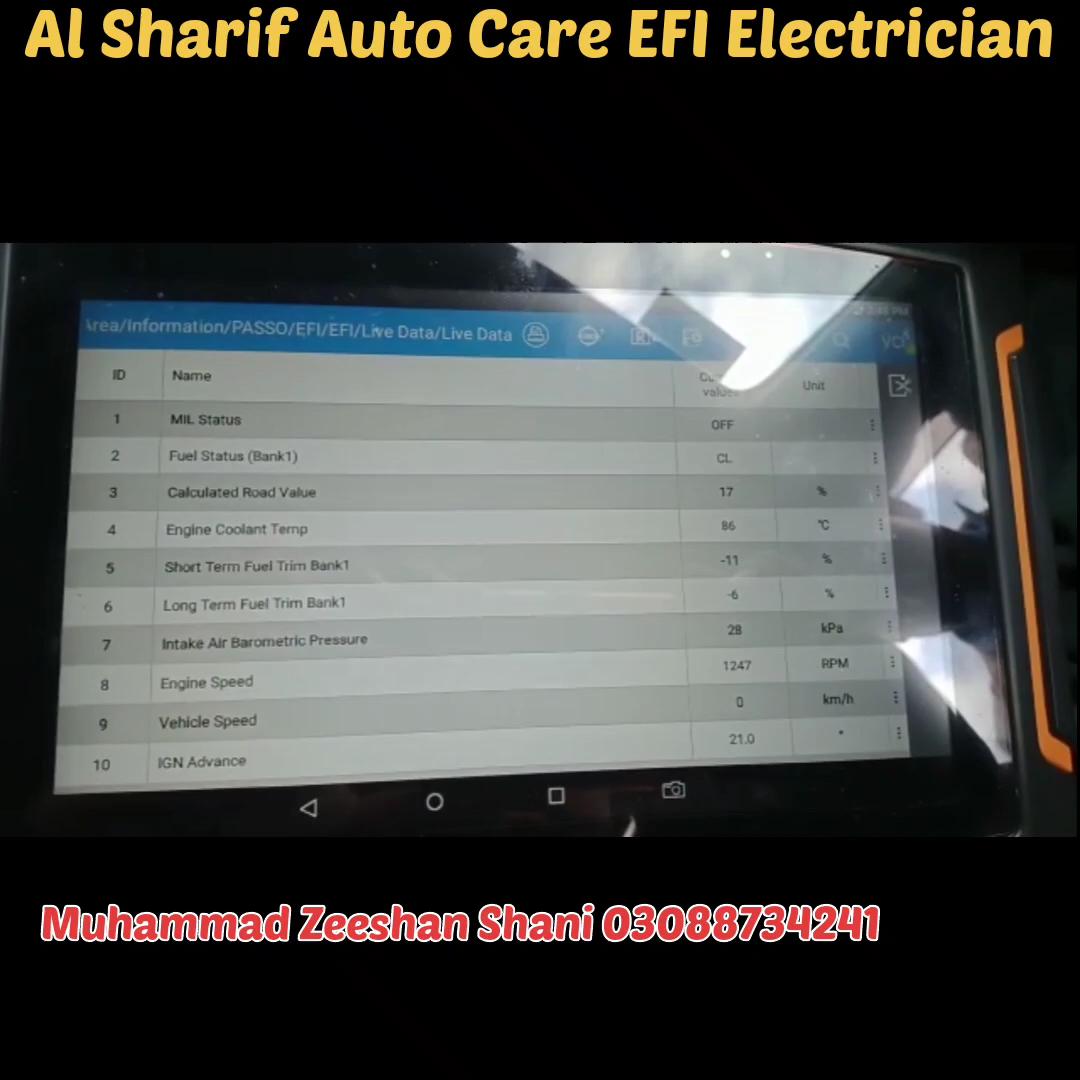 Al Sharif Auto Care EFI Electrician
Area/Information/PASSO/EFI/EFI/Live Data/Live Data
VCI
ID Name values Unit
1 MIL Status OFF
2 Fuel Status (Bank1) CL
3 Calculated Road Value 17 %
4 Engine Coolant Temp 86 °C
5 Short Term Fuel Trim Bank1 -11 %
6 Long Term Fuel Trim Bank1 -6 %
7 Intake Air Barometric Pressure 28 kPa
8 Engine Speed 1247 RPM
9 Vehicle Speed 0 km/h
10 IGN Advance 21.0 °
Muhammad Zeeshan Shani 03088734241